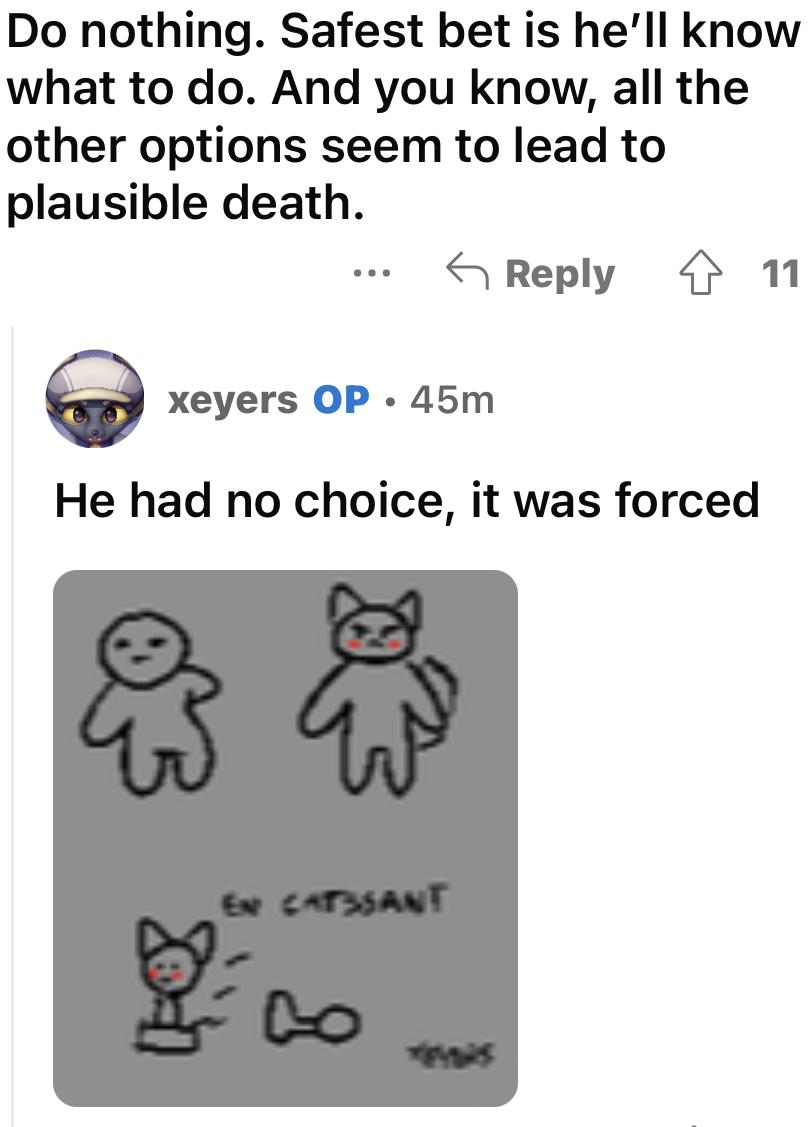 Do nothing. Safest bet is he’ll know
what to do. And you know, all the
other options seem to lead to
plausible death.
... Reply 11
xeyers OP • 45m
He had no choice, it was forced
EN CATSSANT
xeyers